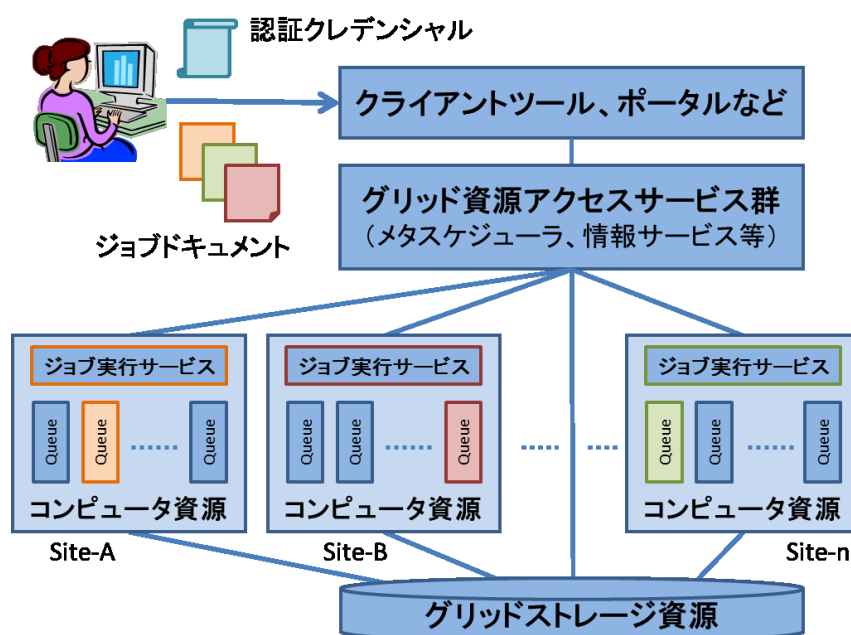 認証クレデンシャル
クライアントツール、ポータルなど
ジョブドキュメント
グリッド資源アクセスサービス群
(メタスケジューラ、情報サービス等)
ジョブ実行サービス
Queue
Queue
……
Queue
コンピュータ資源
Site-A
ジョブ実行サービス
Queue
Queue
……
Queue
コンピュータ資源
Site-B
…… ……
ジョブ実行サービス
Queue
Queue
……
Queue
コンピュータ資源
Site-n
グリッドストレージ資源